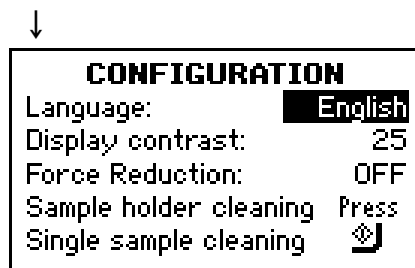 CONFIGURATION
Language: English
Display contrast: 25
Force Reduction: OFF
Sample holder cleaning Press
Single sample cleaning